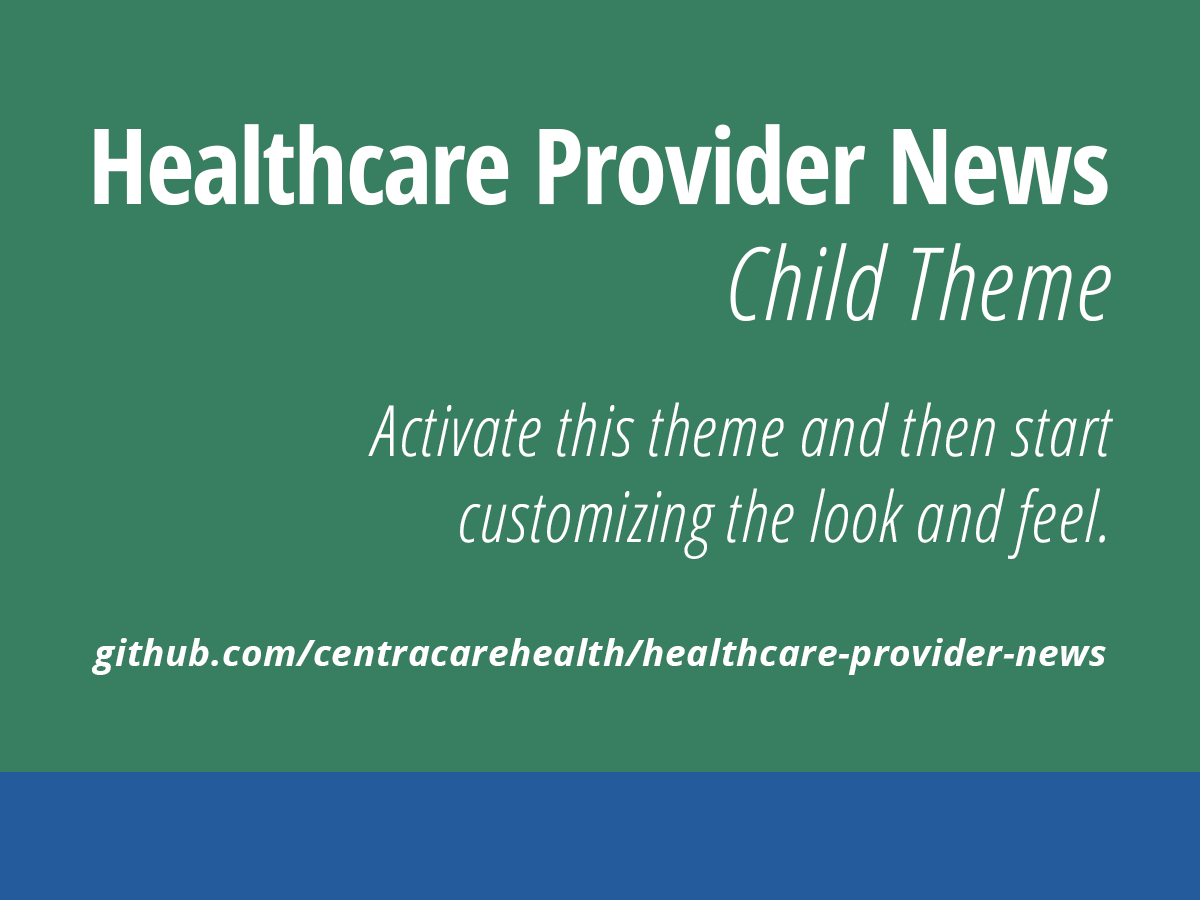 Healthcare Provider News
Child Theme
Activate this theme and then start
customizing the look and feel.
github.com/centracarehealth/healthcare-provider-news